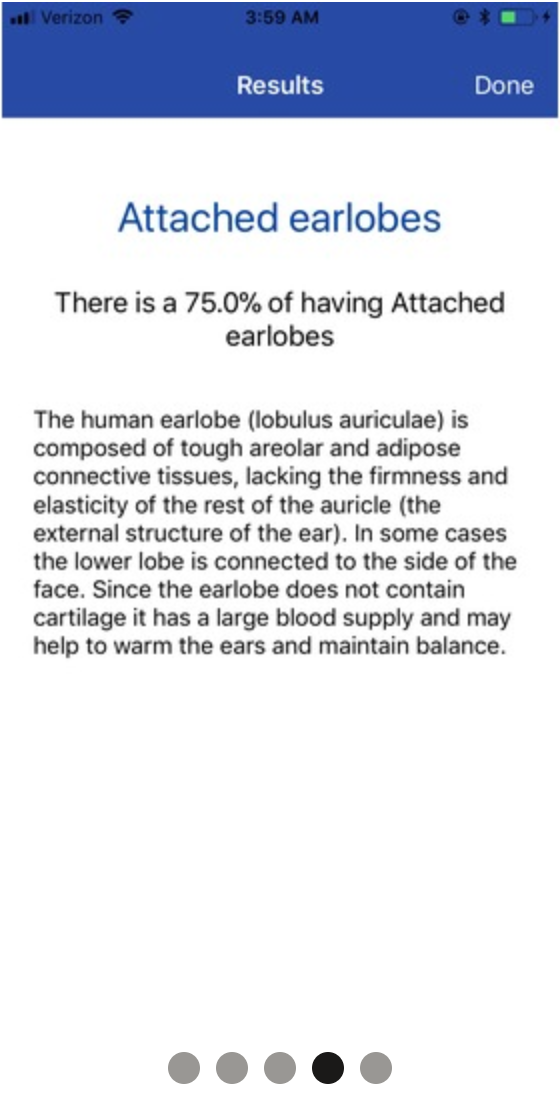 Verizon 3:59 AM
Results Done
Attached earlobes
There is a 75.0% of having Attached
earlobes
The human earlobe (lobulus auriculae) is
composed of tough areolar and adipose
connective tissues, lacking the firmness and
elasticity of the rest of the auricle (the
external structure of the ear). In some cases
the lower lobe is connected to the side of the
face. Since the earlobe does not contain
cartilage it has a large blood supply and may
help to warm the ears and maintain balance.